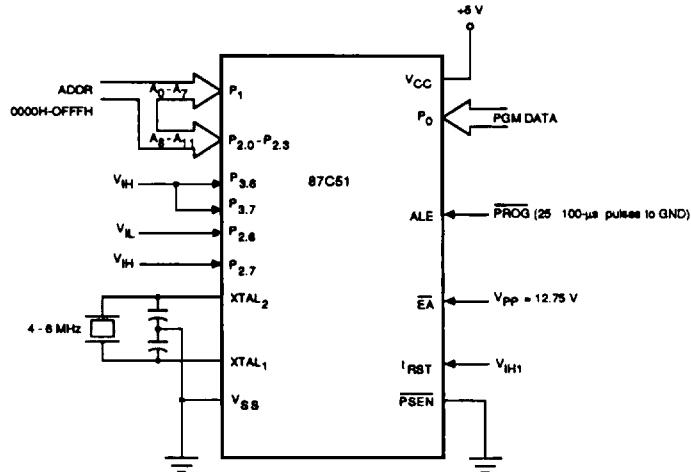 +5 V
VCC
ADDR
0000H-OFFFH
A0 - A7
P1
P0
PGM DATA
A8 - A11
P2.0 - P2.3
87C51
VIH
P3.6
P3.7
ALE
PROG (25 100-µs pulses to GND)
VIL
P2.6
VIH
P2.7
XTAL2
EA
VPP = 12.75 V
4 - 6 MHz
XTAL1
tRST
VIH1
VSS
PSEN